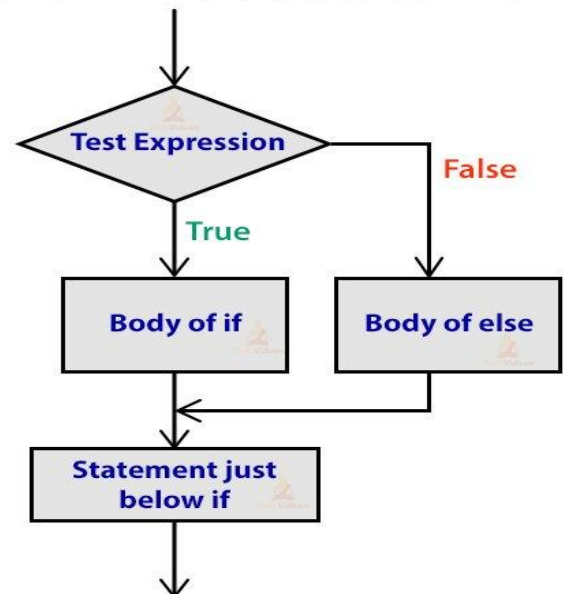 Test Expression
False
True
Body of if
Body of else
Statement just
below if